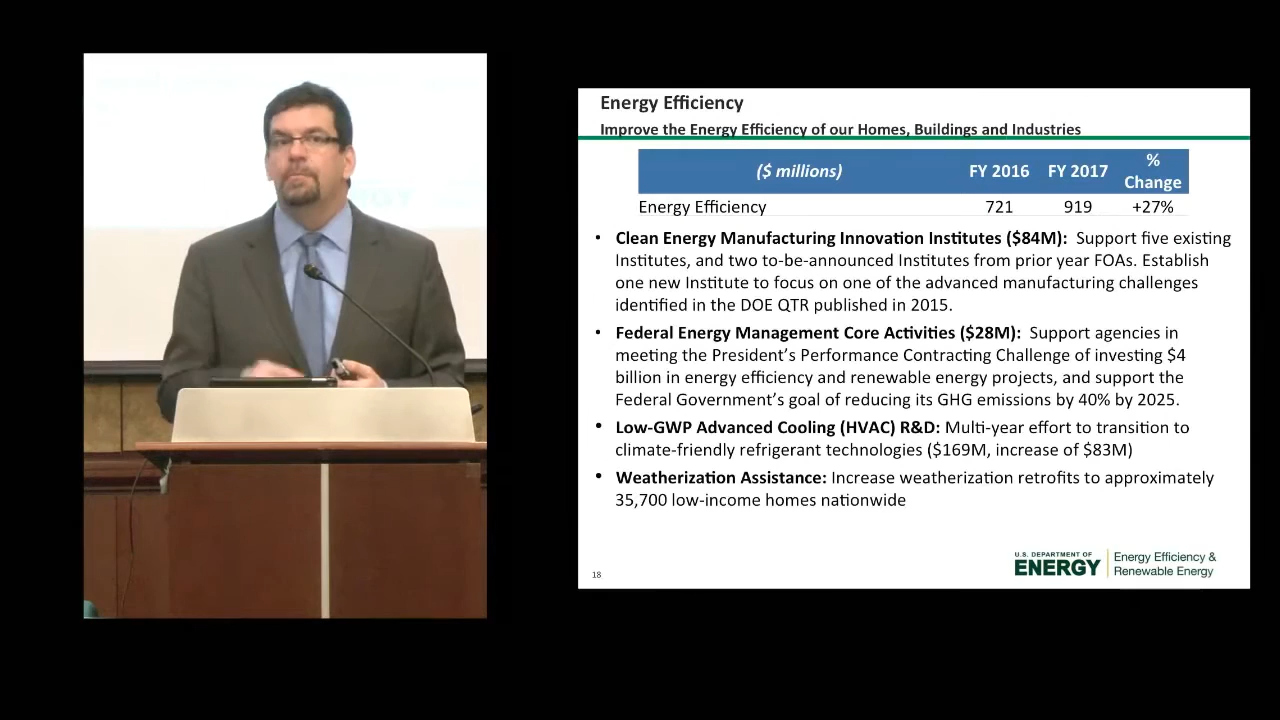 Energy Efficiency
Improve the Energy Efficiency of our Homes, Buildings and Industries
($ millions) FY 2016 FY 2017 % Change
Energy Efficiency 721 919 +27%
• Clean Energy Manufacturing Innovation Institutes ($84M): Support five existing
Institutes, and two to-be-announced Institutes from prior year FOAs. Establish
one new Institute to focus on one of the advanced manufacturing challenges
identified in the DOE QTR published in 2015.
• Federal Energy Management Core Activities ($28M): Support agencies in
meeting the President's Performance Contracting Challenge of investing $4
billion in energy efficiency and renewable energy projects, and support the
Federal Government's goal of reducing its GHG emissions by 40% by 2025.
• Low-GWP Advanced Cooling (HVAC) R&D: Multi-year effort to transition to
climate-friendly refrigerant technologies ($169M, increase of $83M)
• Weatherization Assistance: Increase weatherization retrofits to approximately
35,700 low-income homes nationwide
18
U.S. DEPARTMENT OF
ENERGY
Energy Efficiency &
Renewable Energy